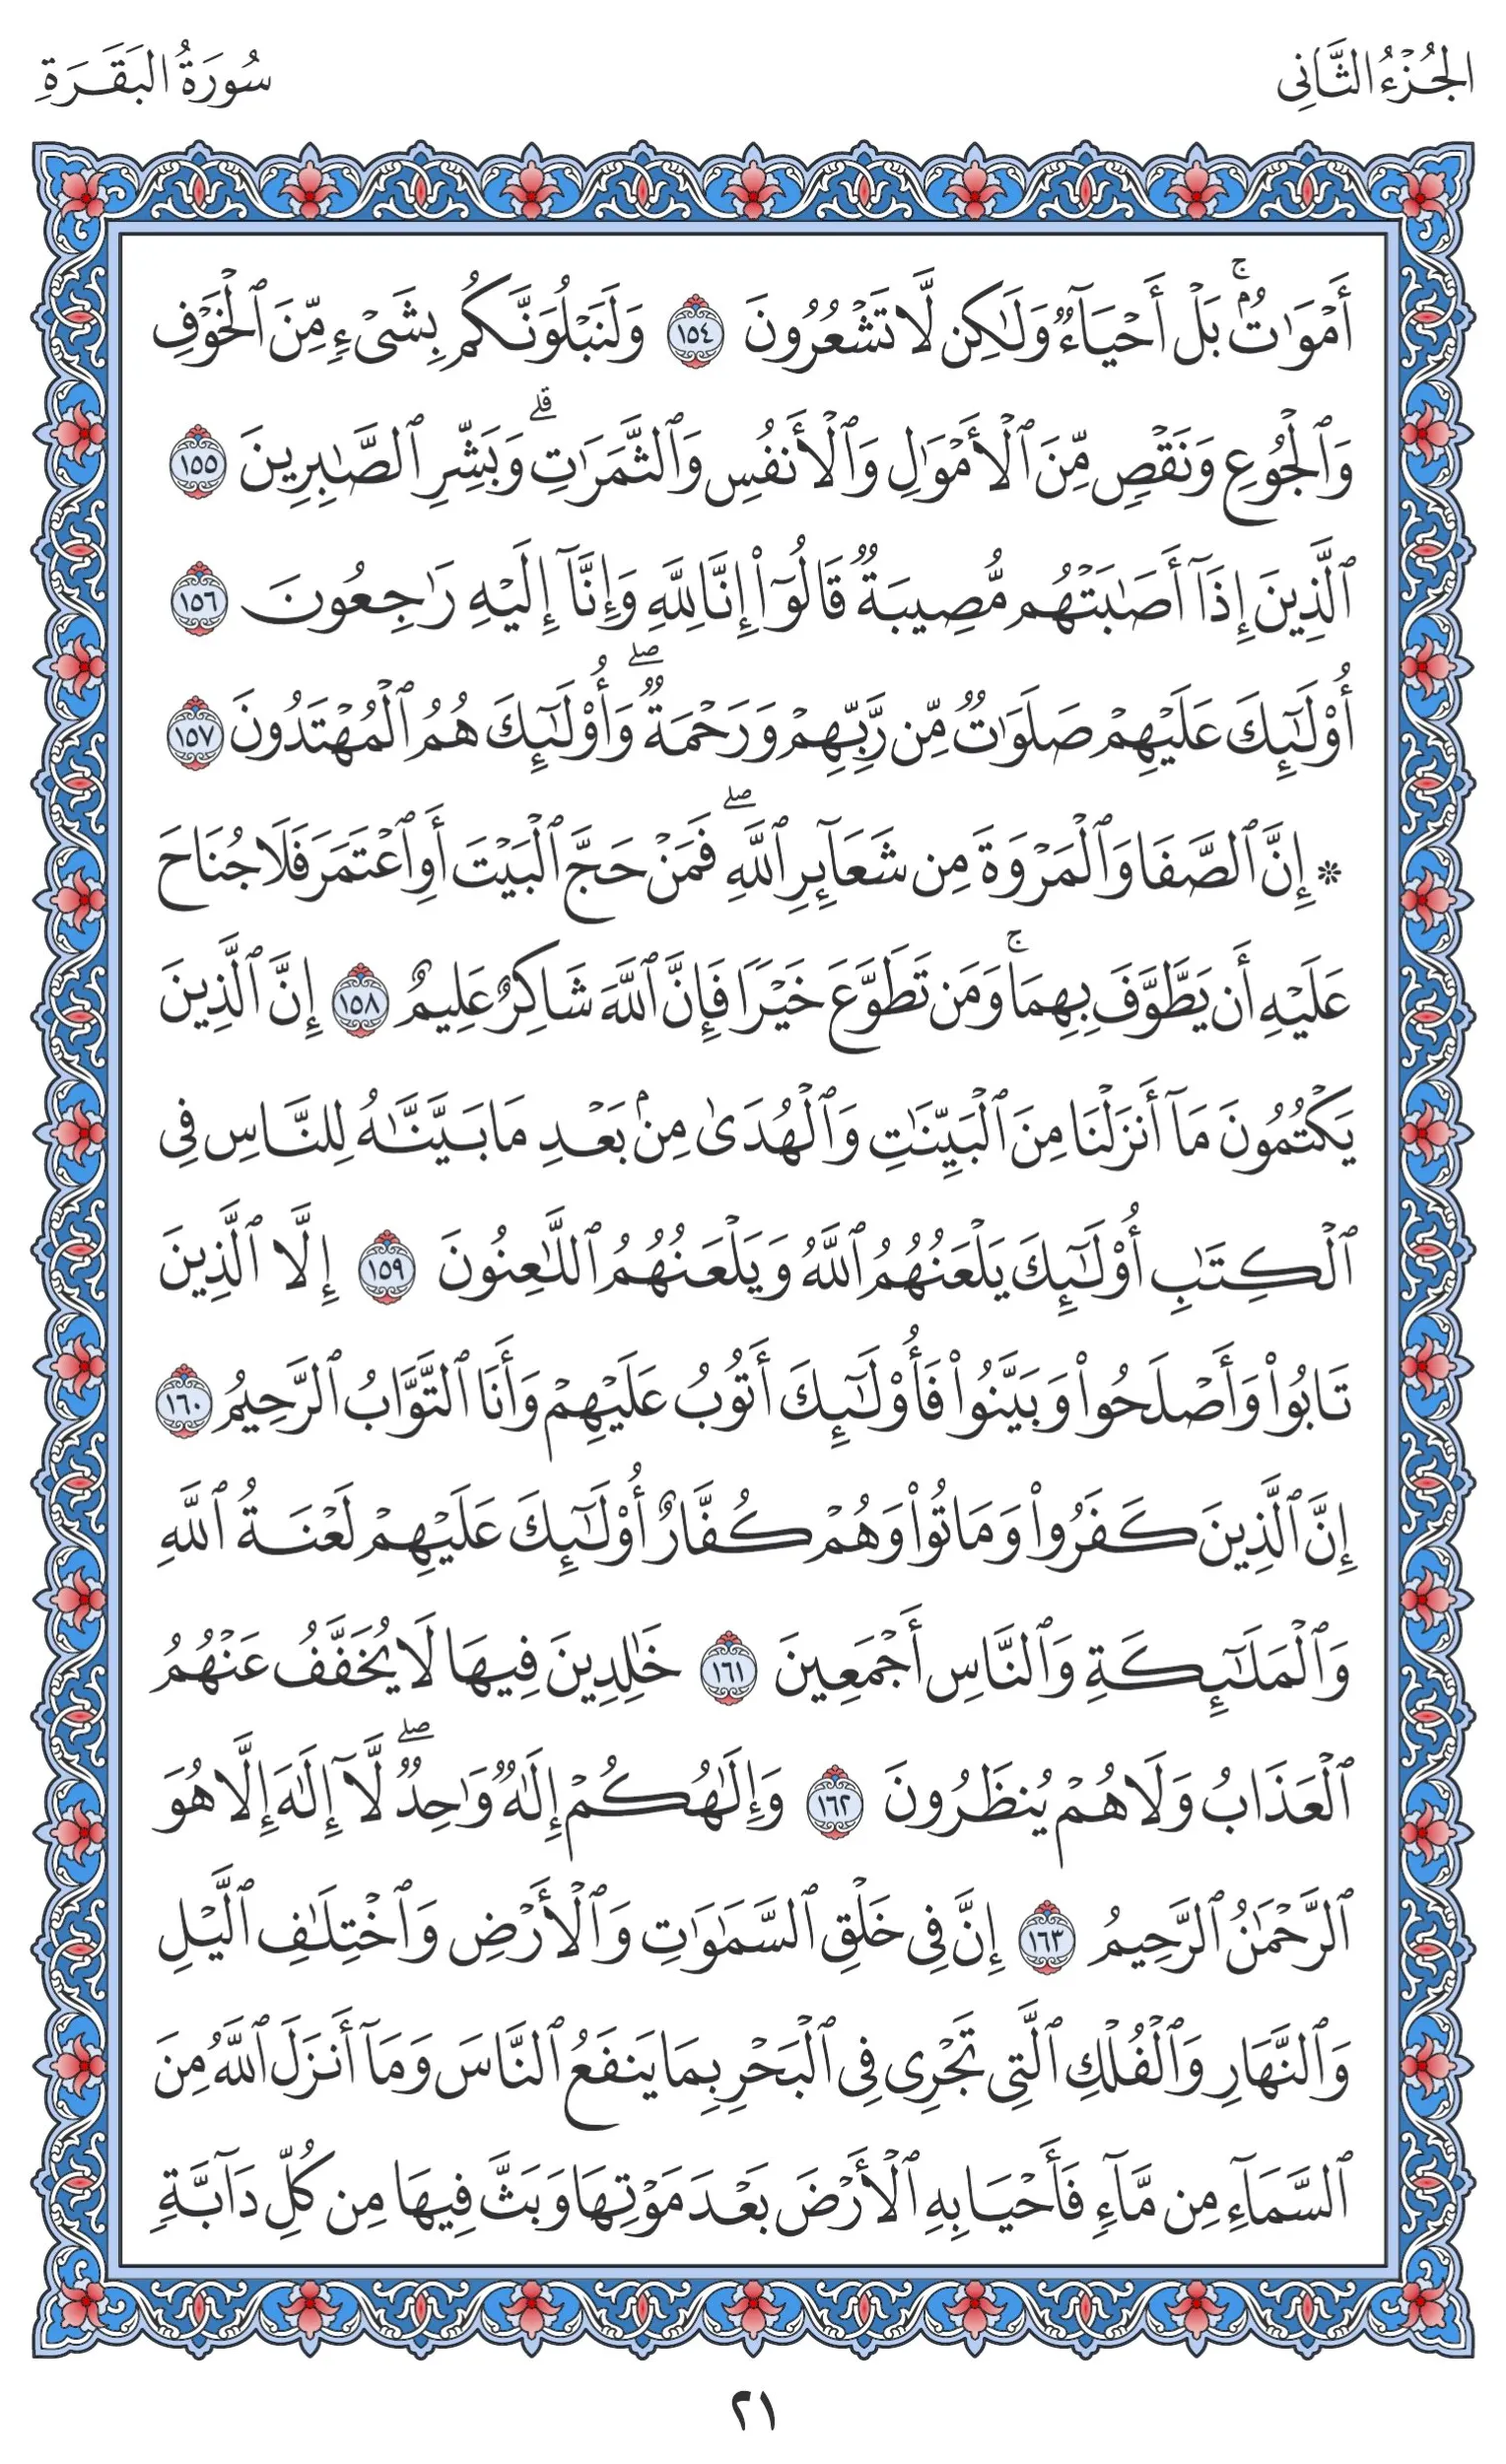 الجُزْءُ الثَّانِي
سُورَةُ البَقَرَةِ
أَمۡوَٰتُۢۚ بَلۡ أَحۡيَآءٞ وَلَٰكِن لَّا تَشۡعُرُونَ ١٥٤ وَلَنَبۡلُوَنَّكُم بِشَيۡءٖ مِّنَ ٱلۡخَوۡفِ
وَٱلۡجُوعِ وَنَقۡصٖ مِّنَ ٱلۡأَمۡوَٰلِ وَٱلۡأَنفُسِ وَٱلثَّمَرَٰتِۗ وَبَشِّرِ ٱلصَّٰبِرِينَ ١٥٥
ٱلَّذِينَ إِذَآ أَصَٰبَتۡهُم مُّصِيبَةٞ قَالُوٓاْ إِنَّا لِلَّهِ وَإِنَّآ إِلَيۡهِ رَٰجِعُونَ ١٥٦
أُوْلَٰٓئِكَ عَلَيۡهِمۡ صَلَوَٰتٞ مِّن رَّبِّهِمۡ وَرَحۡمَةٞۖ وَأُوْلَٰٓئِكَ هُمُ ٱلۡمُهۡتَدُونَ ١٥٧
۞ إِنَّ ٱلصَّفَا وَٱلۡمَرۡوَةَ مِن شَعَآئِرِ ٱللَّهِۖ فَمَنۡ حَجَّ ٱلۡبَيۡتَ أَوِ ٱعۡتَمَرَ فَلَا جُنَاحَ
عَلَيۡهِ أَن يَطَّوَّفَ بِهِمَاۚ وَمَن تَطَوَّعَ خَيۡرٗا فَإِنَّ ٱللَّهَ شَاكِرٌ عَلِيمٌ ١٥٨ إِنَّ ٱلَّذِينَ
يَكۡتُمُونَ مَآ أَنزَلۡنَا مِنَ ٱلۡبَيِّنَٰتِ وَٱلۡهُدَىٰ مِنۢ بَعۡدِ مَا بَيَّنَّٰهُ لِلنَّاسِ فِي
ٱلۡكِتَٰبِ أُوْلَٰٓئِكَ يَلۡعَنُهُمُ ٱللَّهُ وَيَلۡعَنُهُمُ ٱللَّٰعِنُونَ ١٥٩ إِلَّا ٱلَّذِينَ
تَابُواْ وَأَصۡلَحُواْ وَبَيَّنُواْ فَأُوْلَٰٓئِكَ أَتُوبُ عَلَيۡهِمۡ وَأَنَا ٱلتَّوَّابُ ٱلرَّحِيمُ ١٦٠
إِنَّ ٱلَّذِينَ كَفَرُواْ وَمَاتُواْ وَهُمۡ كُفَّارٌ أُوْلَٰٓئِكَ عَلَيۡهِمۡ لَعۡنَةُ ٱللَّهِ
وَٱلۡمَلَٰٓئِكَةِ وَٱلنَّاسِ أَجۡمَعِينَ ١٦١ خَٰلِدِينَ فِيهَا لَا يُخَفَّفُ عَنۡهُمُ
ٱلۡعَذَابُ وَلَا هُمۡ يُنظَرُونَ ١٦٢ وَإِلَٰهُكُمۡ إِلَٰهٞ وَٰحِدٞۖ لَّآ إِلَٰهَ إِلَّا هُوَ
ٱلرَّحۡمَٰنُ ٱلرَّحِيمُ ١٦٣ إِنَّ فِي خَلۡقِ ٱلسَّمَٰوَٰتِ وَٱلۡأَرۡضِ وَٱخۡتِلَٰفِ ٱلَّيۡلِ
وَٱلنَّهَارِ وَٱلۡفُلۡكِ ٱلَّتِي تَجۡرِي فِي ٱلۡبَحۡرِ بِمَا يَنفَعُ ٱلنَّاسَ وَمَآ أَنزَلَ ٱللَّهُ مِنَ
ٱلسَّمَآءِ مِن مَّآءٖ فَأَحۡيَا بِهِ ٱلۡأَرۡضَ بَعۡدَ مَوۡتِهَا وَبَثَّ فِيهَا مِن كُلِّ دَآبَّةٖ
٢١